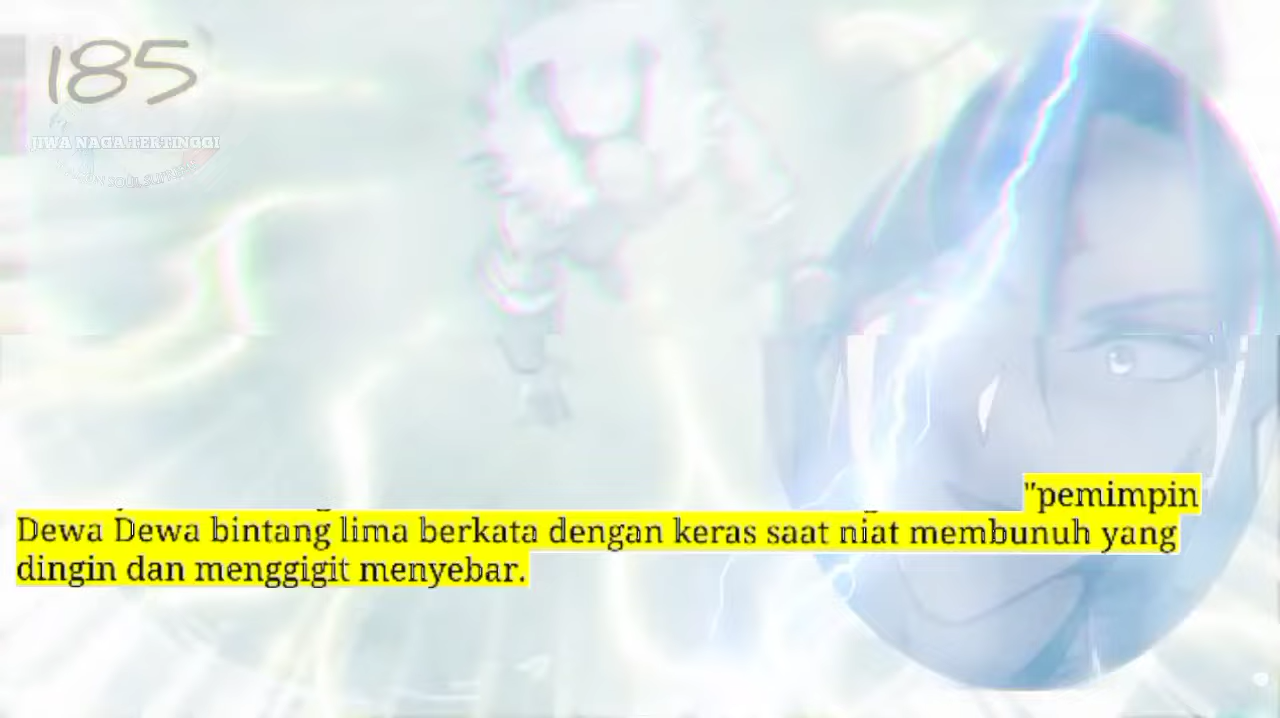 185
JIWA NAGA TERTINGGI
"pemimpin
Dewa Dewa bintang lima berkata dengan keras saat niat membunuh yang
dingin dan menggigit menyebar.